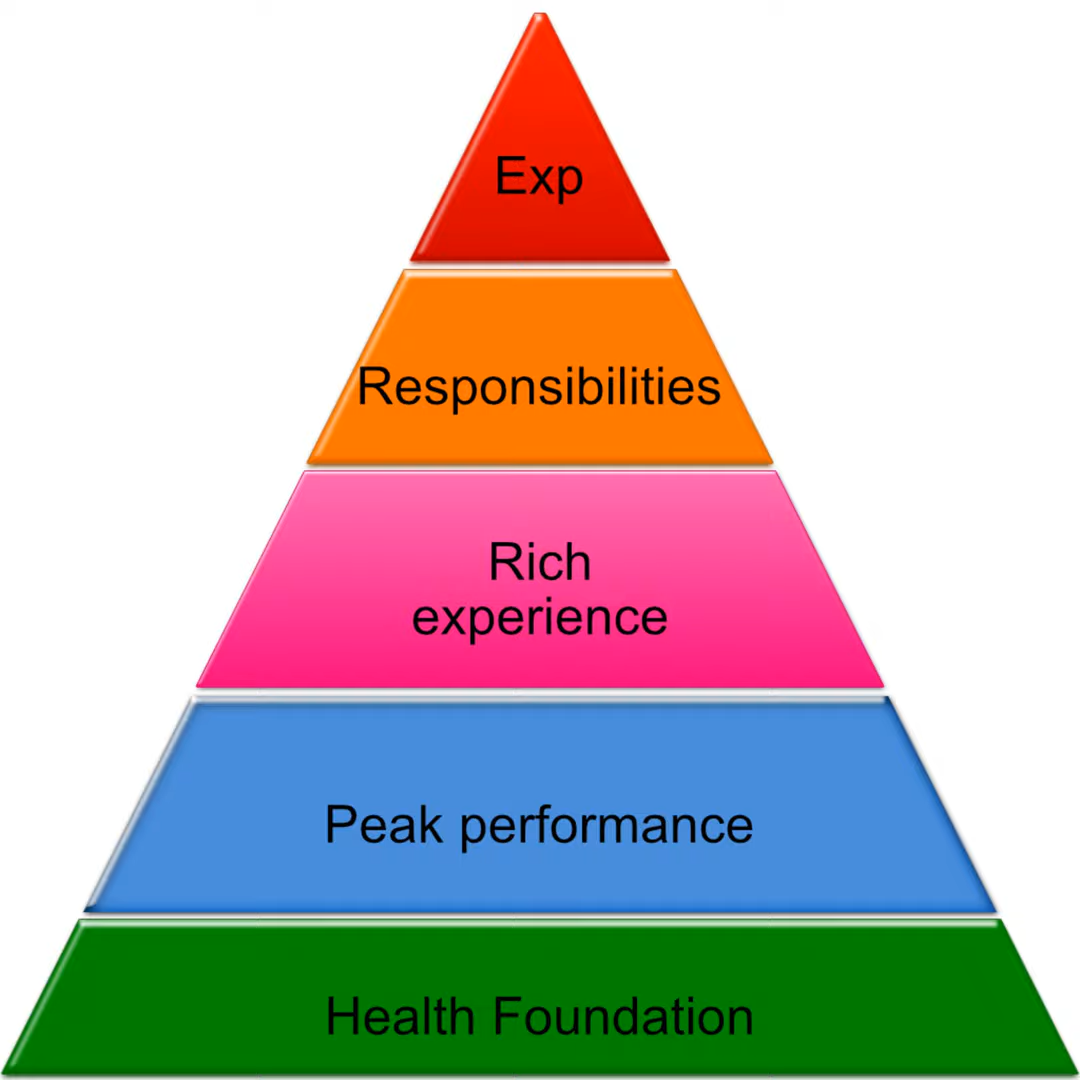 Exp
Responsibilities
Rich
experience
Peak performance
Health Foundation